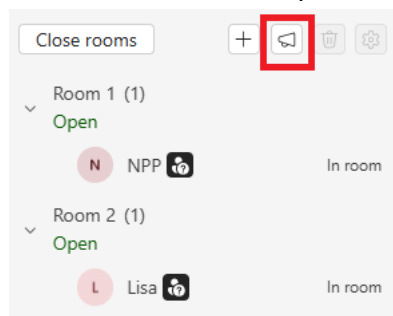 Close rooms
Room 1 (1)
Open
N NPP In room
Room 2 (1)
Open
L Lisa In room